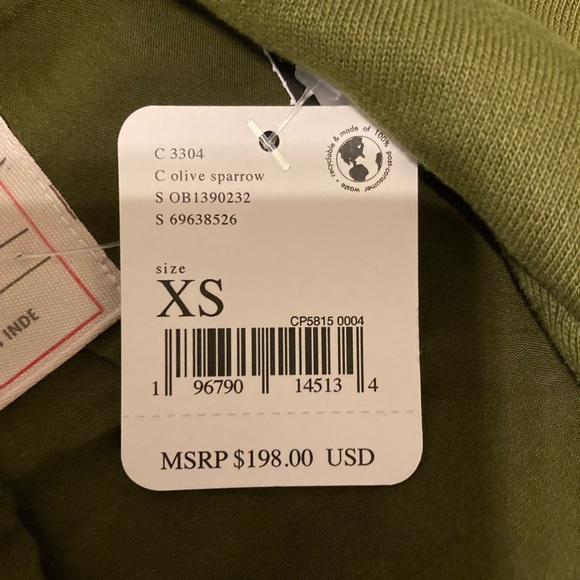 C 3304
C olive sparrow
S OB1390232
S 69638526
recyclable & made of 100% post-consumer waste •
size
XS
CP5815 0004
1 96790 14513 4
MSRP $198.00 USD
INDE